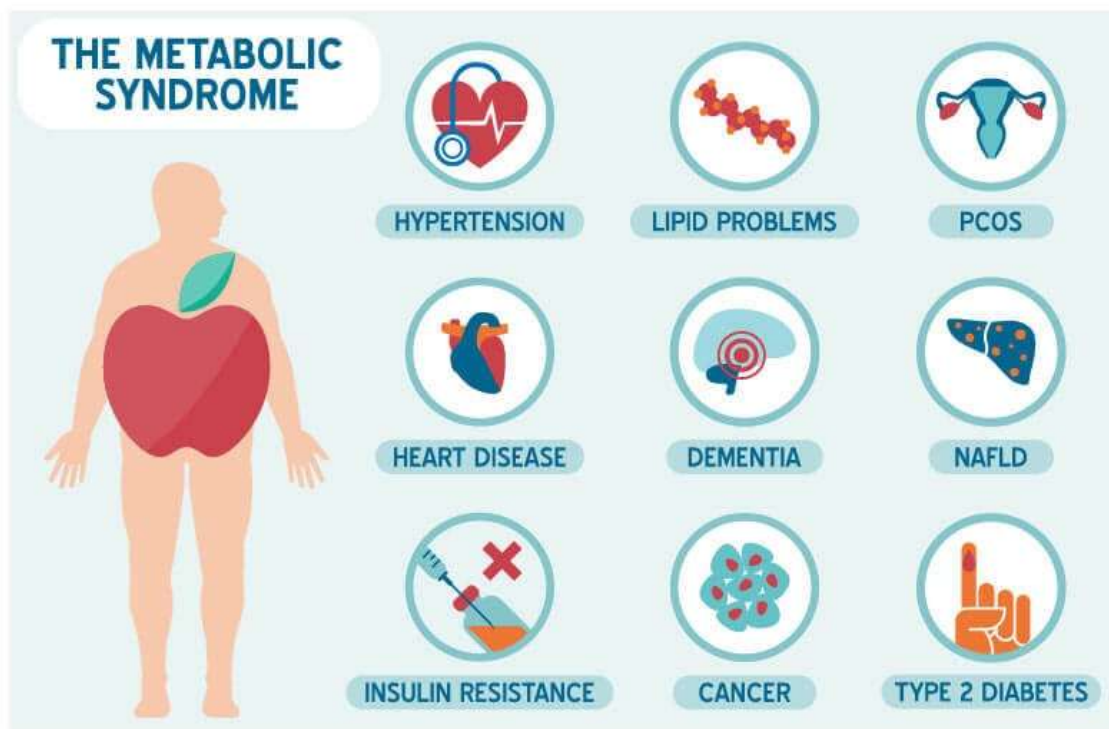 THE METABOLIC
SYNDROME
HYPERTENSION
LIPID PROBLEMS
PCOS
HEART DISEASE
DEMENTIA
NAFLD
INSULIN RESISTANCE
CANCER
TYPE 2 DIABETES